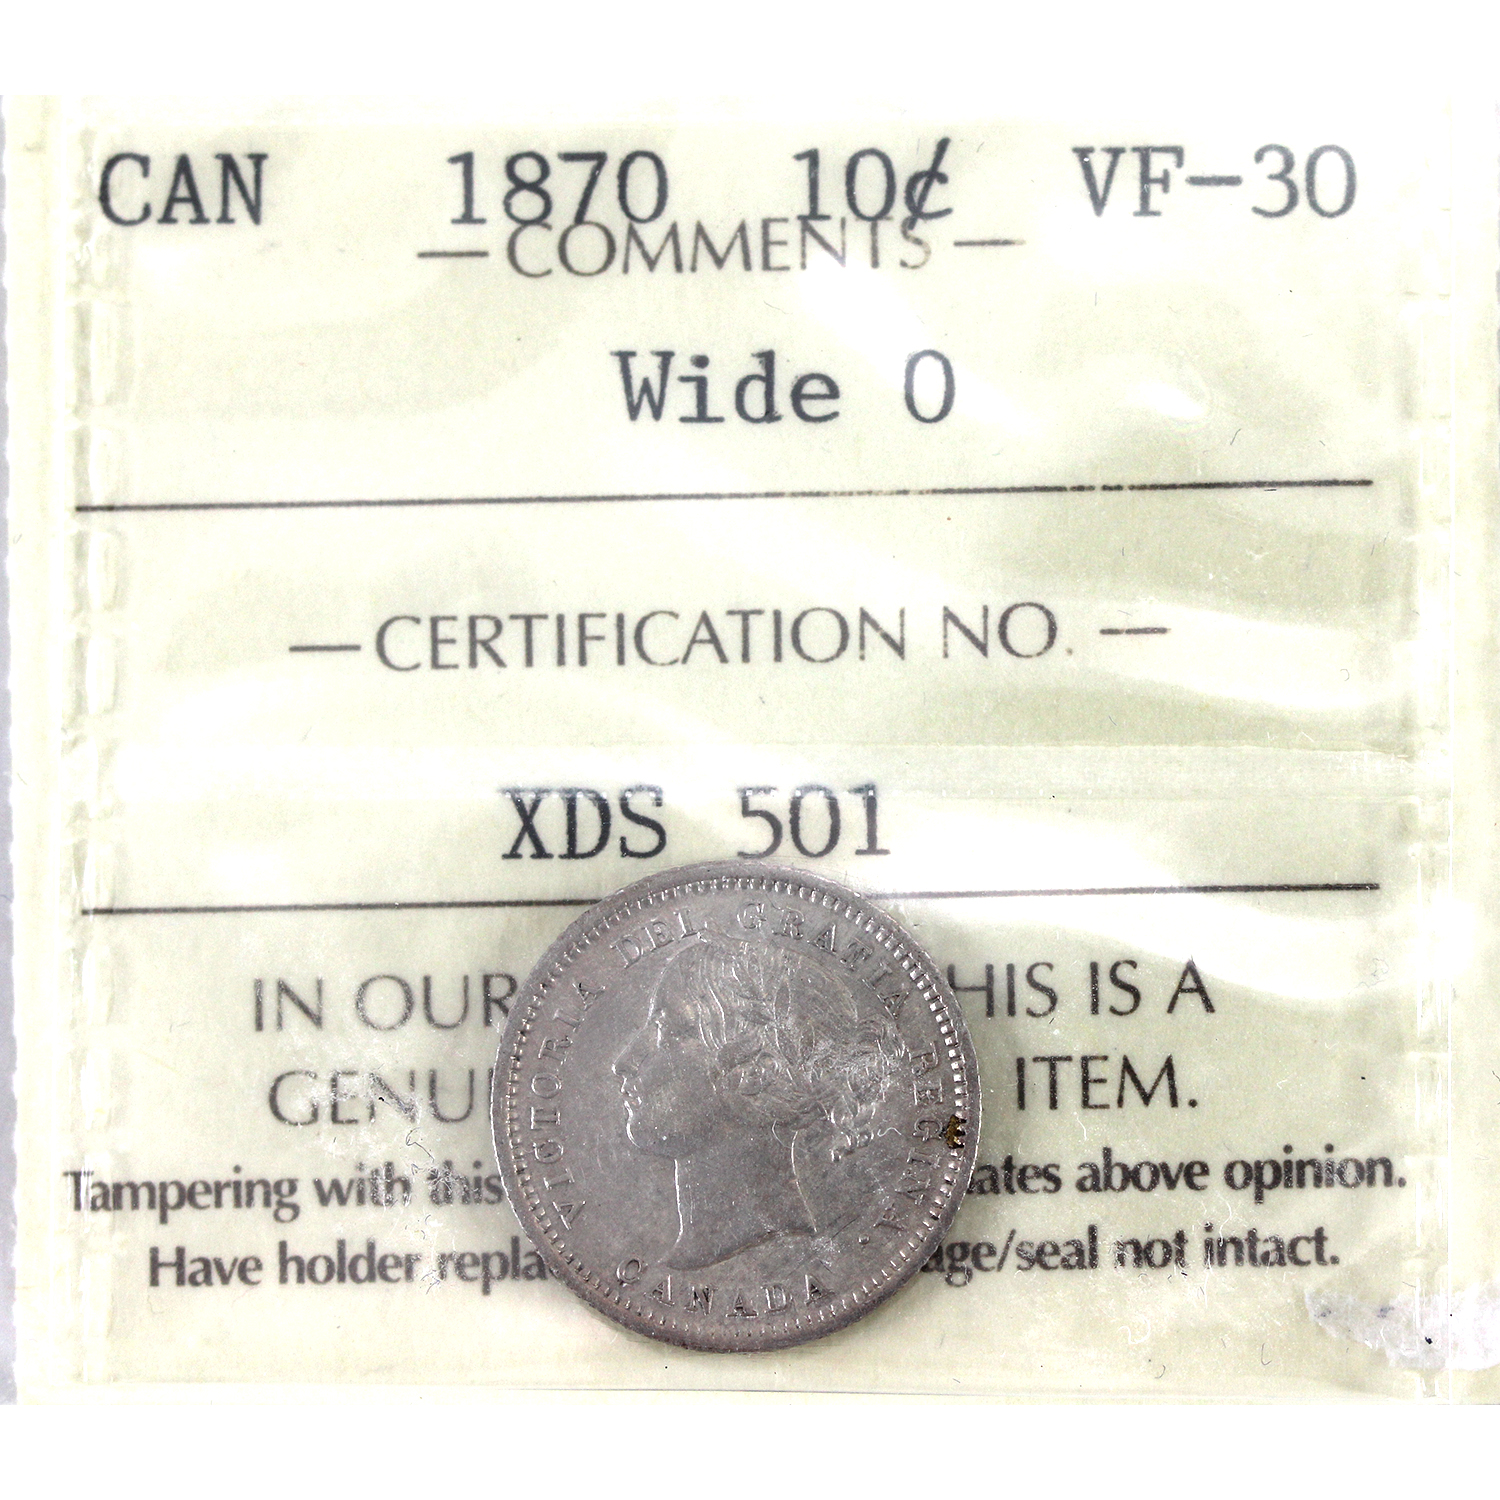 CAN 1870 10¢ VF-30
— COMMENTS —
Wide 0
— CERTIFICATION NO. —
XDS 501
IN OUR HIS IS A
GENU ITEM.
Tampering with this ates above opinion.
Have holder repla age/seal not intact.
VICTORIA DEI GRATIA REGINA.
CANADA